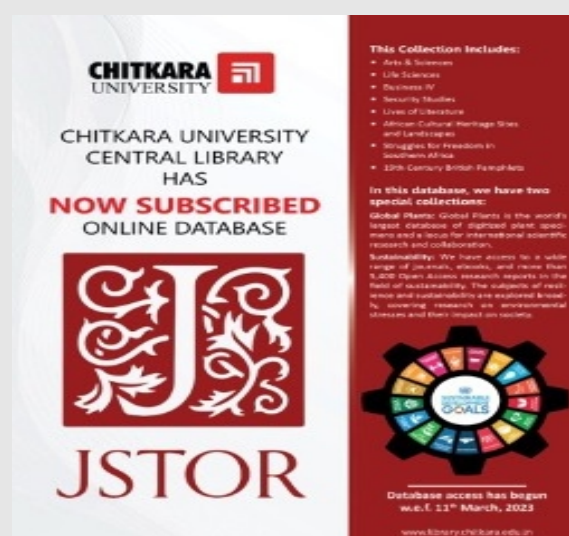 CHITKARA
UNIVERSITY
CHITKARA UNIVERSITY
CENTRAL LIBRARY
HAS
NOW SUBSCRIBED
ONLINE DATABASE
J
JSTOR
This Collection Includes:
• Arts & Sciences
• Life Sciences
• Business IV
• Security Studies
• Lives of Literature
• African Cultural Heritage Sites
and Landscapes
• Struggles for Freedom in
Southern Africa
• 19th Century British Pamphlets
In this database, we have two
special collections:
Global Plants: Global Plants is the world's
largest database of digitized plant speci-
mens and a locus for international scientific
research and collaboration.
Sustainability: We have access to a wide
range of journals, ebooks, and more than
5,400 Open Access research reports in the
field of sustainability. The subjects of resil-
ience and sustainability are explored broad-
ly, covering research on environmental
stresses and their impact on society.
SUSTAINABLE
DEVELOPMENT
GOALS
Database access has begun
w.e.f. 11th March, 2023
www.library.chitkara.edu.in